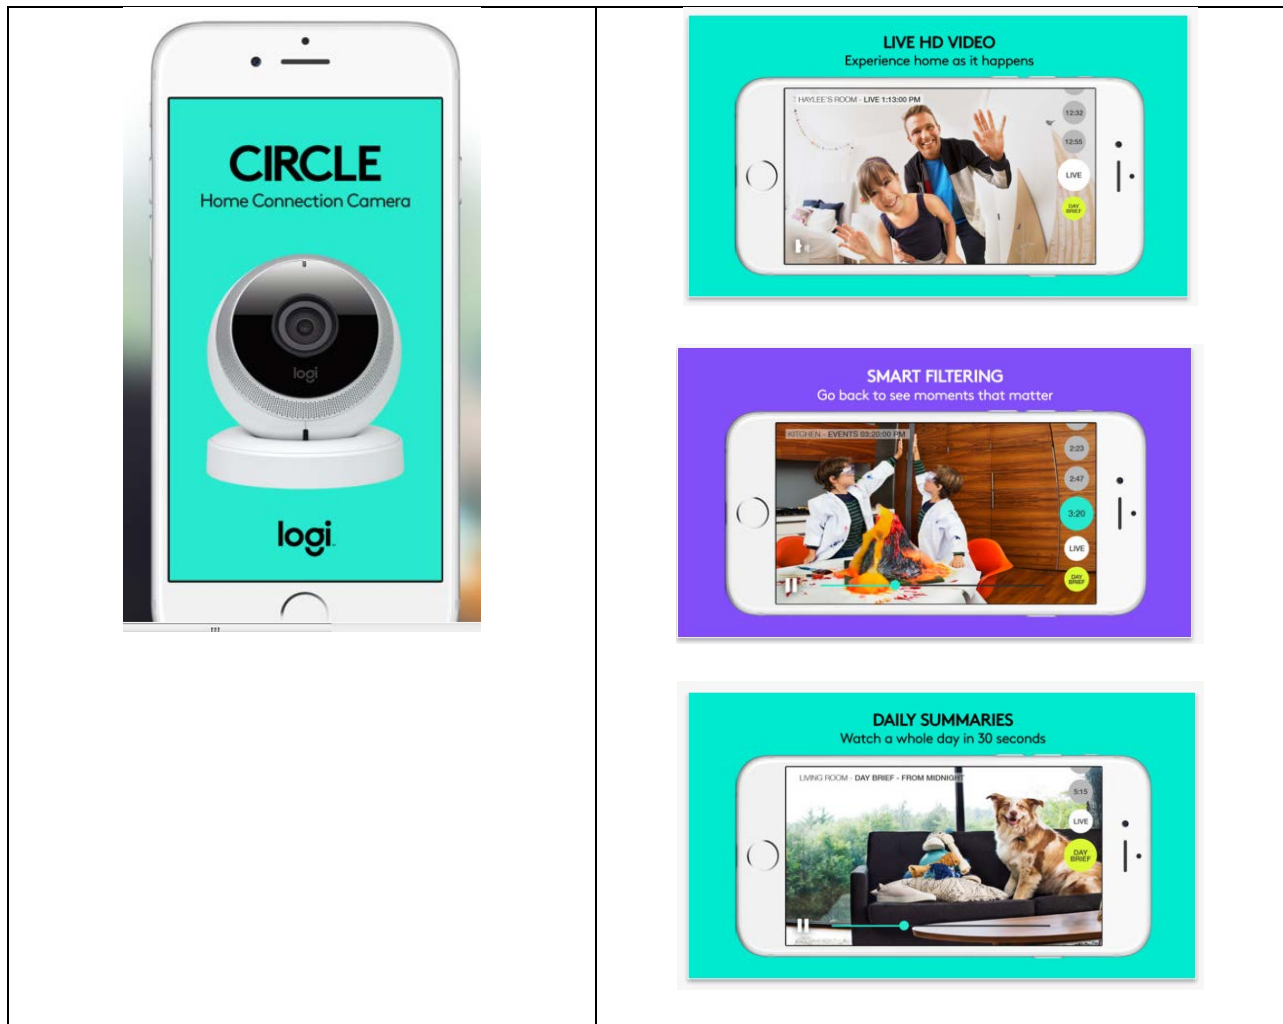 CIRCLE
Home Connection Camera
logi
logi
LIVE HD VIDEO
Experience home as it happens
HAYLEE'S ROOM - LIVE 1:13:00 PM
12:32
12:55
LIVE
DAY
BRIEF
SMART FILTERING
Go back to see moments that matter
KITCHEN - EVENTS 03:20:00 PM
2:23
2:47
3:20
LIVE
DAY
BRIEF
DAILY SUMMARIES
Watch a whole day in 30 seconds
LIVING ROOM - DAY BRIEF - FROM MIDNIGHT
5:15
LIVE
DAY
BRIEF